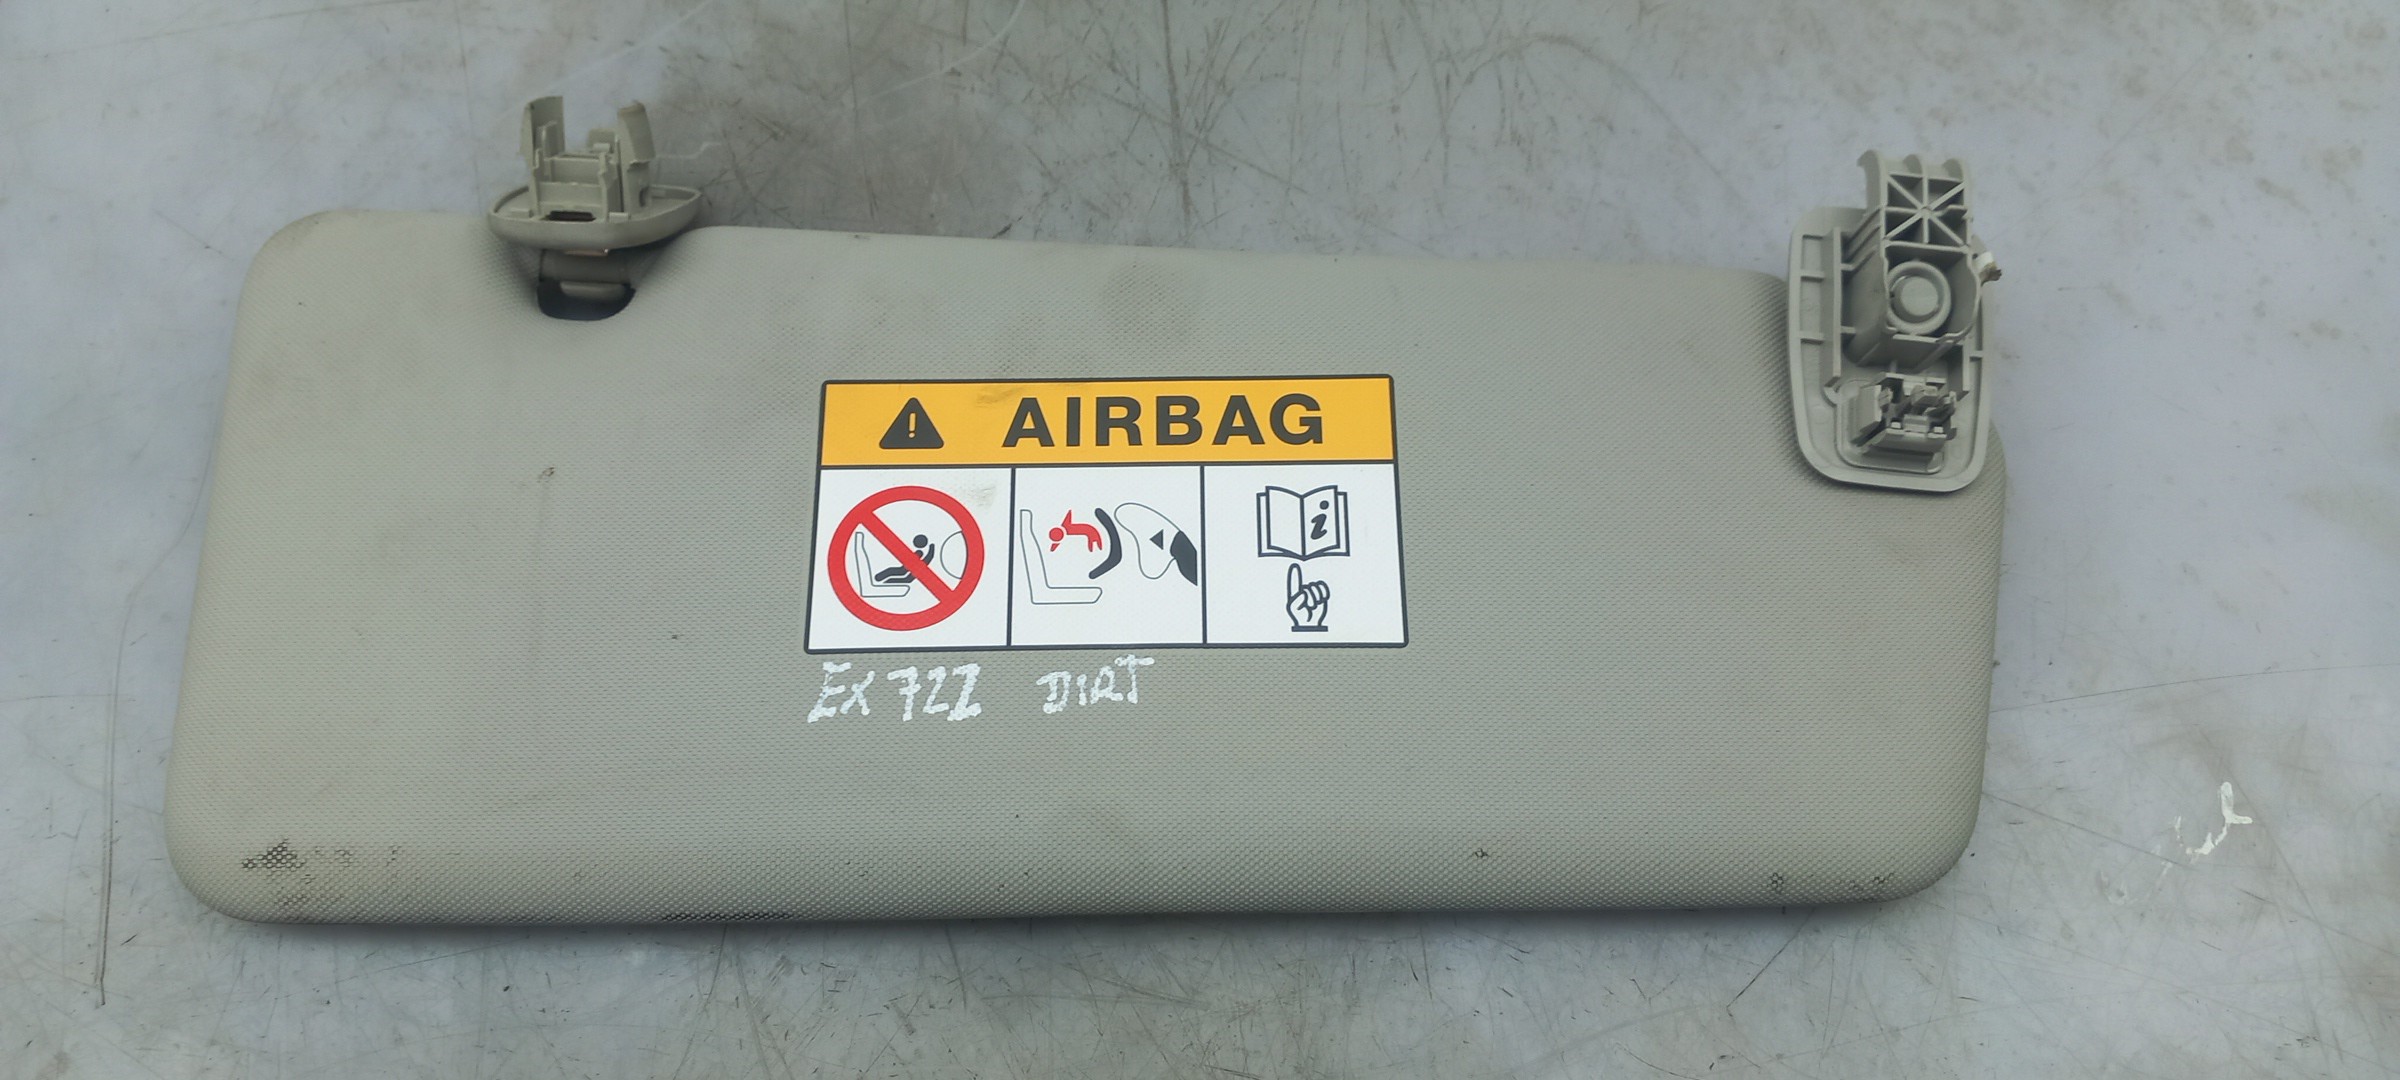 AIRBAG
i
EX 722 DIRT